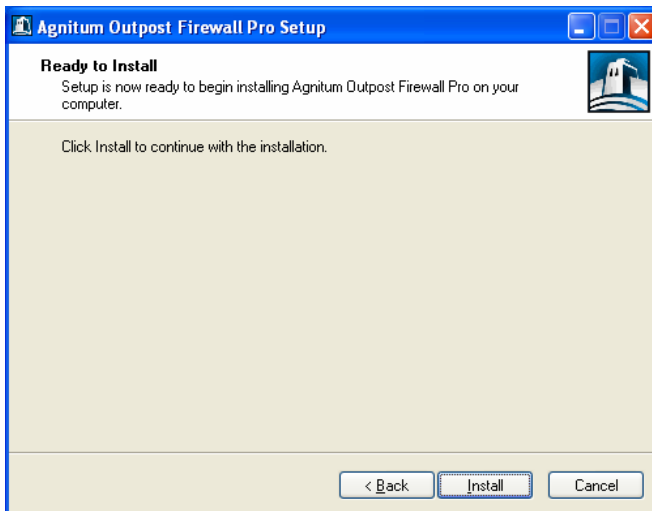 Agnitum Outpost Firewall Pro Setup
Ready to Install
Setup is now ready to begin installing Agnitum Outpost Firewall Pro on your
computer.
Click Install to continue with the installation.
< Back
Install
Cancel